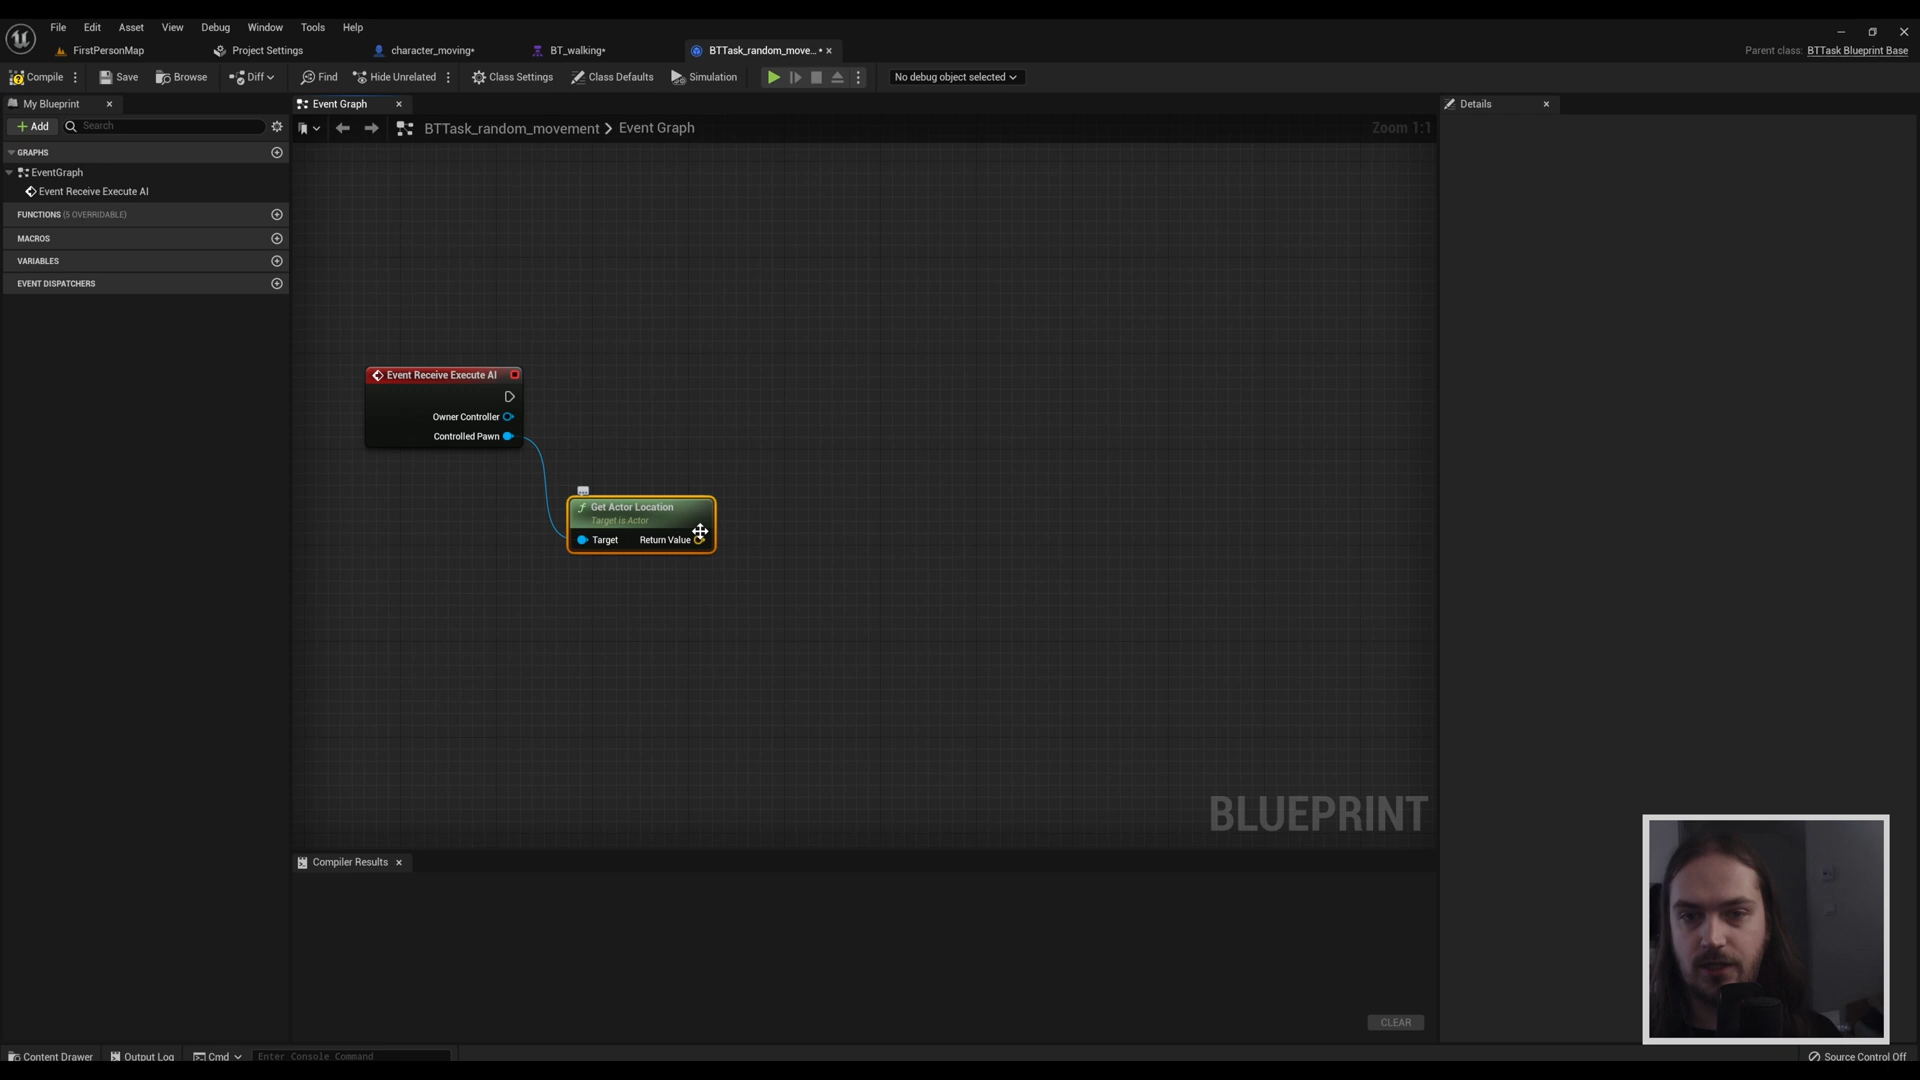 File Edit Asset View Debug Window Tools Help
FirstPersonMap Project Settings character_moving* BT_walking* BTTask_random_move...* Parent class: BTTask Blueprint Base
Compile Save Browse Diff Find Hide Unrelated Class Settings Class Defaults Simulation No debug object selected
My Blueprint Event Graph Details
Add Search BTTask_random_movement > Event Graph Zoom 1:1
GRAPHS
EventGraph
Event Receive Execute AI
FUNCTIONS (5 OVERRIDABLE)
MACROS
VARIABLES
EVENT DISPATCHERS
Event Receive Execute AI
Owner Controller
Controlled Pawn
Get Actor Location
Target is Actor
Target Return Value
BLUEPRINT
Compiler Results
CLEAR
Content Drawer Output Log Cmd Enter Console Command Source Control Off